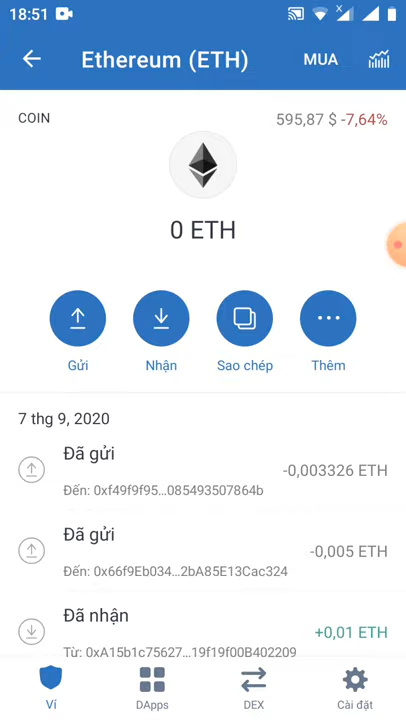 18:51
Ethereum (ETH)
MUA
COIN
595,87 $ -7,64%
0 ETH
Gửi
Nhận
Sao chép
Thêm
7 thg 9, 2020
Đã gửi
-0,003326 ETH
Đến: 0xf49f9f95...085493507864b
Đã gửi
-0,005 ETH
Đến: 0x66f9Eb034...2bA85E13Cac324
Đã nhận
+0,01 ETH
Từ: 0xA15b1c75627...19f19f00B402209
Ví
DApps
DEX
Cài đặt